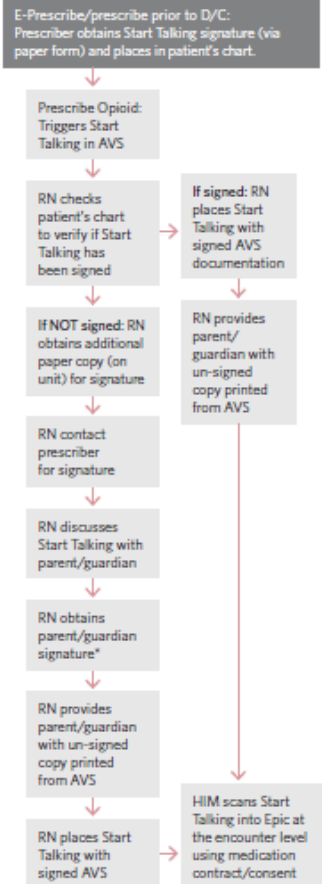 E-Prescribe/prescribe prior to D/C:
Prescriber obtains Start Talking signature (via
paper form) and places in patient's chart.
Prescribe Opioid:
Triggers Start
Talking in AVS
RN checks
patient's chart
to verify if Start
Talking has
been signed
If signed: RN
places Start
Talking with
signed AVS
documentation
If NOT signed: RN
obtains additional
paper copy (on
unit) for signature
RN provides
parent/
guardian with
un-signed
copy printed
from AVS
RN contact
prescriber
for signature
RN discusses
Start Talking with
parent/guardian
RN obtains
parent/guardian
signature*
RN provides
parent/guardian
with un-signed
copy printed
from AVS
RN places Start
Talking with
signed AVS
HIM scans Start
Talking into Epic at
the encounter level
using medication
contract/consent